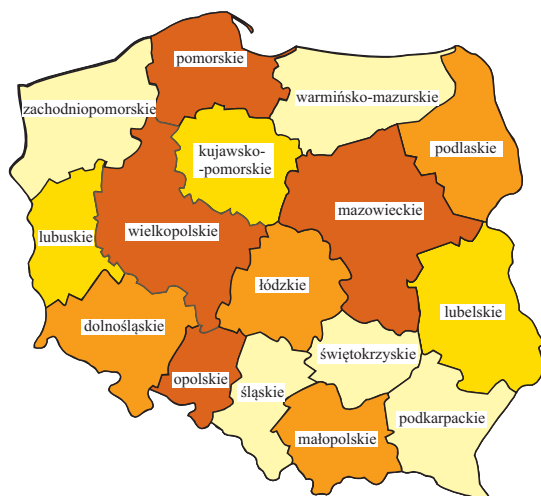 pomorskie
warmińsko-mazurskie
zachodniopomorskie
podlaskie
kujawsko-
-pomorskie
mazowieckie
wielkopolskie
lubuskie
łódzkie
lubelskie
dolnośląskie
świętokrzyskie
opolskie
śląskie
podkarpackie
małopolskie